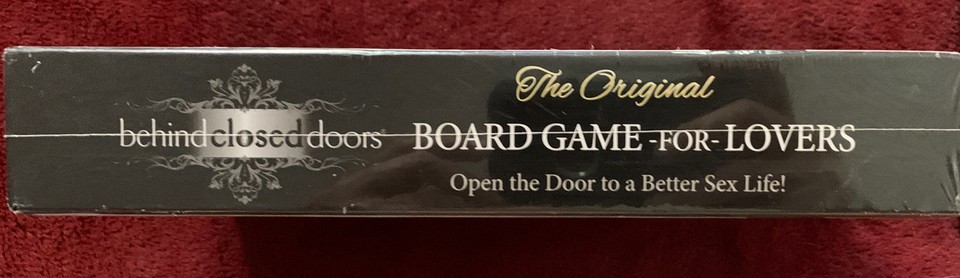 The Original
behind closed doors®
BOARD GAME -FOR- LOVERS
Open the Door to a Better Sex Life!